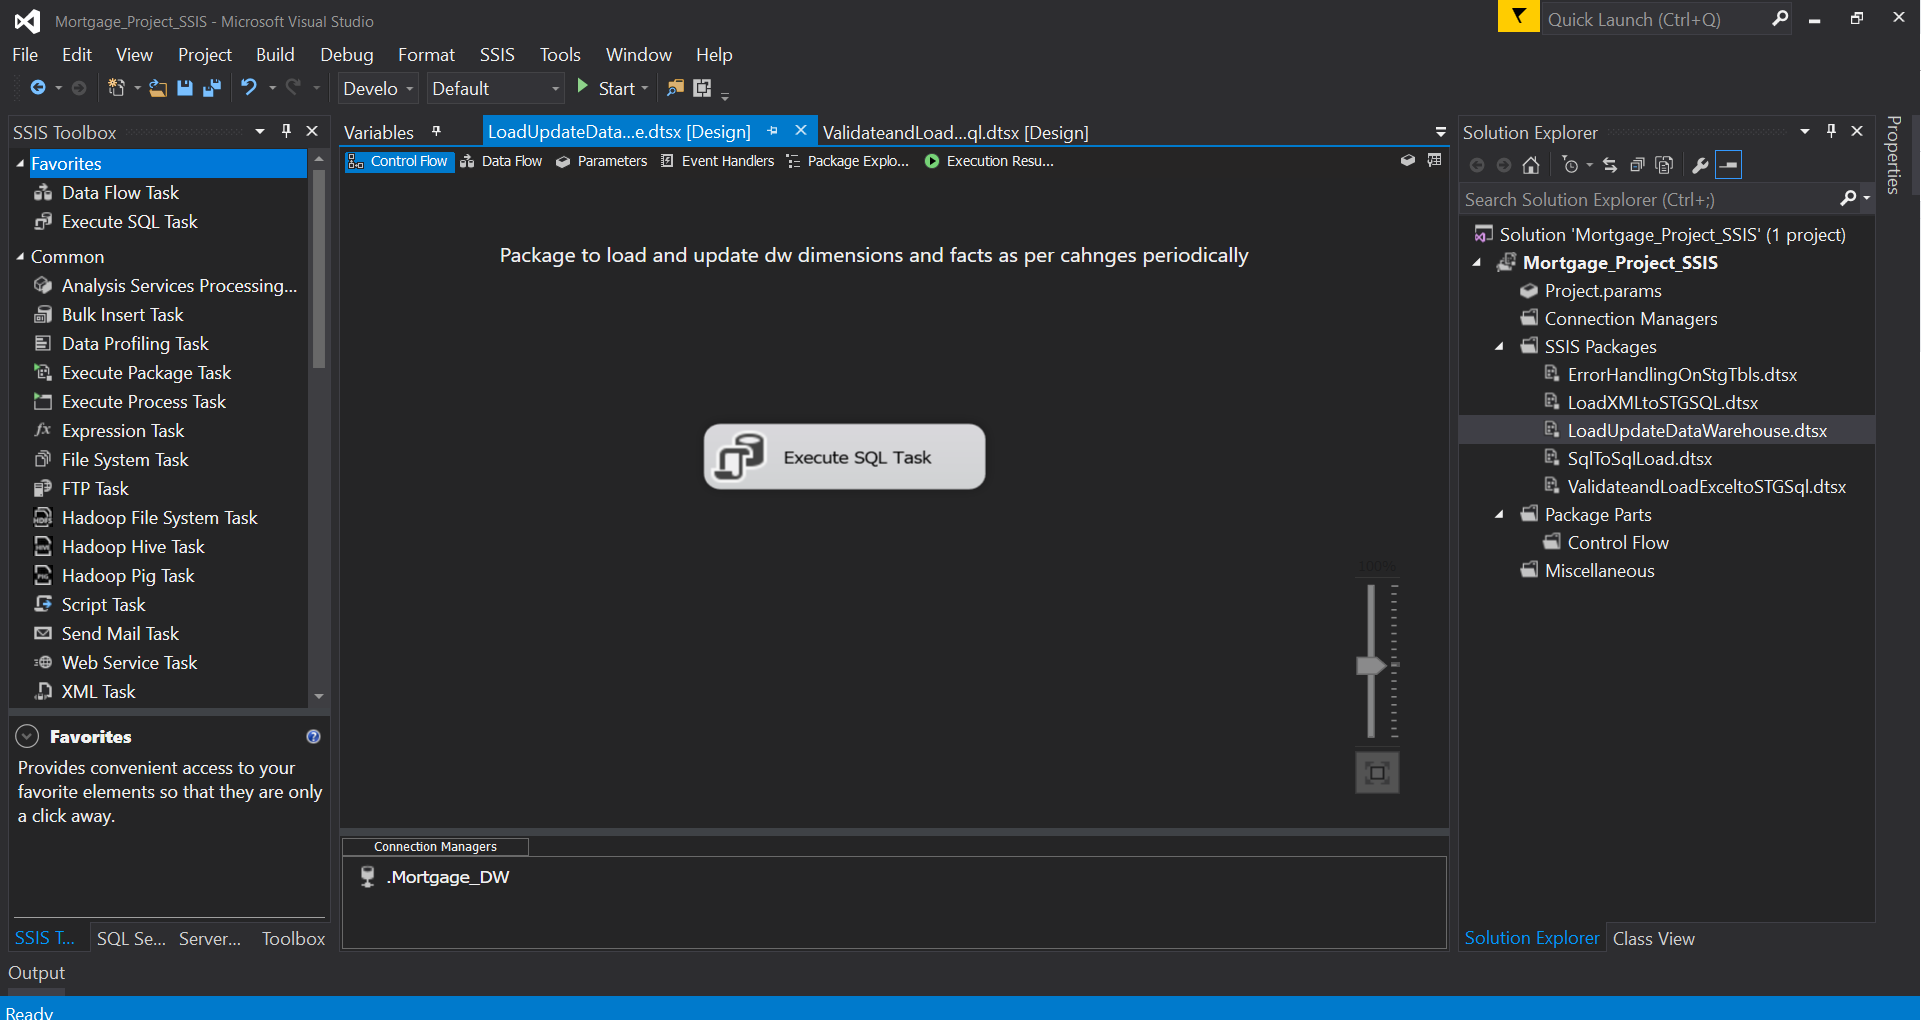 Mortgage_Project_SSIS - Microsoft Visual Studio
Quick Launch (Ctrl+Q)
File Edit View Project Build Debug Format SSIS Tools Window Help
Develo Default Start
SSIS Toolbox
Favorites
Data Flow Task
Execute SQL Task
Common
Analysis Services Processing...
Bulk Insert Task
Data Profiling Task
Execute Package Task
Execute Process Task
Expression Task
File System Task
FTP Task
Hadoop File System Task
Hadoop Hive Task
Hadoop Pig Task
Script Task
Send Mail Task
Web Service Task
XML Task
Favorites
Provides convenient access to your
favorite elements so that they are only
a click away.
SSIS T... SQL Se... Server... Toolbox
Variables LoadUpdateData...e.dtsx [Design] ValidateandLoad...ql.dtsx [Design]
Control Flow Data Flow Parameters Event Handlers Package Explo... Execution Resu...
Package to load and update dw dimensions and facts as per cahnges periodically
Execute SQL Task
100%
Connection Managers
.Mortgage_DW
Solution Explorer
Search Solution Explorer (Ctrl+;)
Solution 'Mortgage_Project_SSIS' (1 project)
Mortgage_Project_SSIS
Project.params
Connection Managers
SSIS Packages
ErrorHandlingOnStgTbls.dtsx
LoadXMLtoSTGSQL.dtsx
LoadUpdateDataWarehouse.dtsx
SqlToSqlLoad.dtsx
ValidateandLoadExceltoSTGSql.dtsx
Package Parts
Control Flow
Miscellaneous
Solution Explorer Class View
Properties
Output
Ready